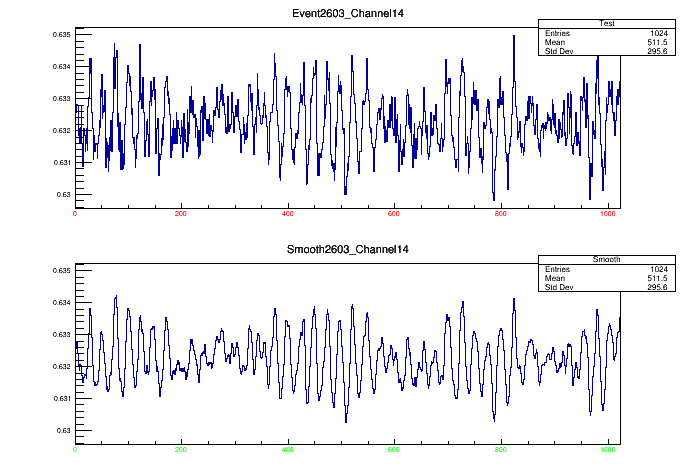 Event2603_Channel14
Test
Entries 1024
Mean 511.5
Std Dev 295.6
0.635
0.634
0.633
0.632
0.631
0.63
0 200 400 600 800 1000
Smooth2603_Channel14
Smooth
Entries 1024
Mean 511.5
Std Dev 295.6
0.635
0.634
0.633
0.632
0.631
0.63
0 200 400 600 800 1000